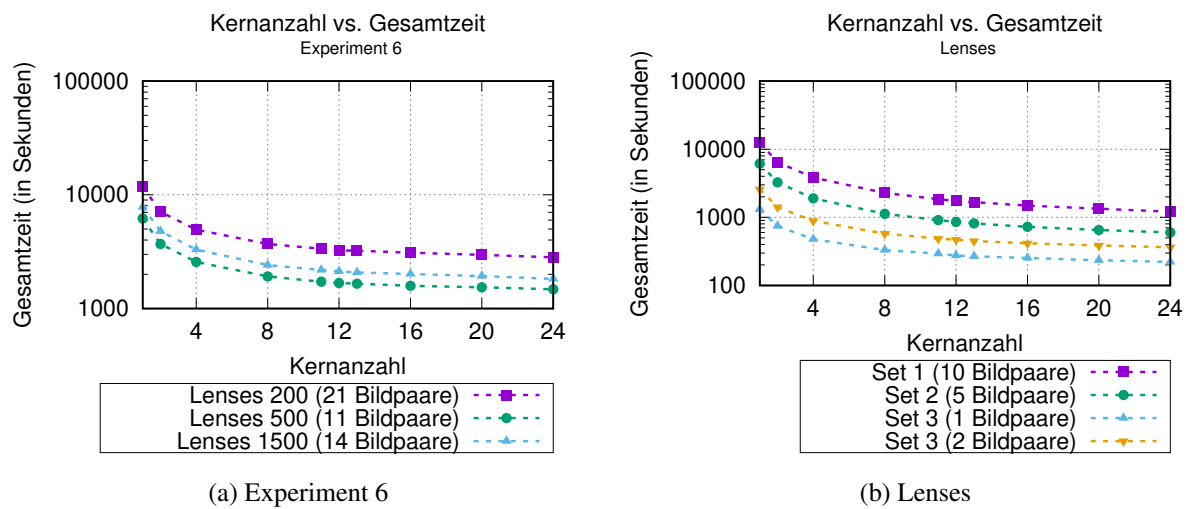 Kernanzahl vs. Gesamtzeit
Experiment 6
Gesamtzeit (in Sekunden)
100000
10000
1000
4 8 12 16 20 24
Kernanzahl
Lenses 200 (21 Bildpaare)
Lenses 500 (11 Bildpaare)
Lenses 1500 (14 Bildpaare)
(a) Experiment 6
Kernanzahl vs. Gesamtzeit
Lenses
Gesamtzeit (in Sekunden)
100000
10000
1000
100
4 8 12 16 20 24
Kernanzahl
Set 1 (10 Bildpaare)
Set 2 (5 Bildpaare)
Set 3 (1 Bildpaare)
Set 3 (2 Bildpaare)
(b) Lenses